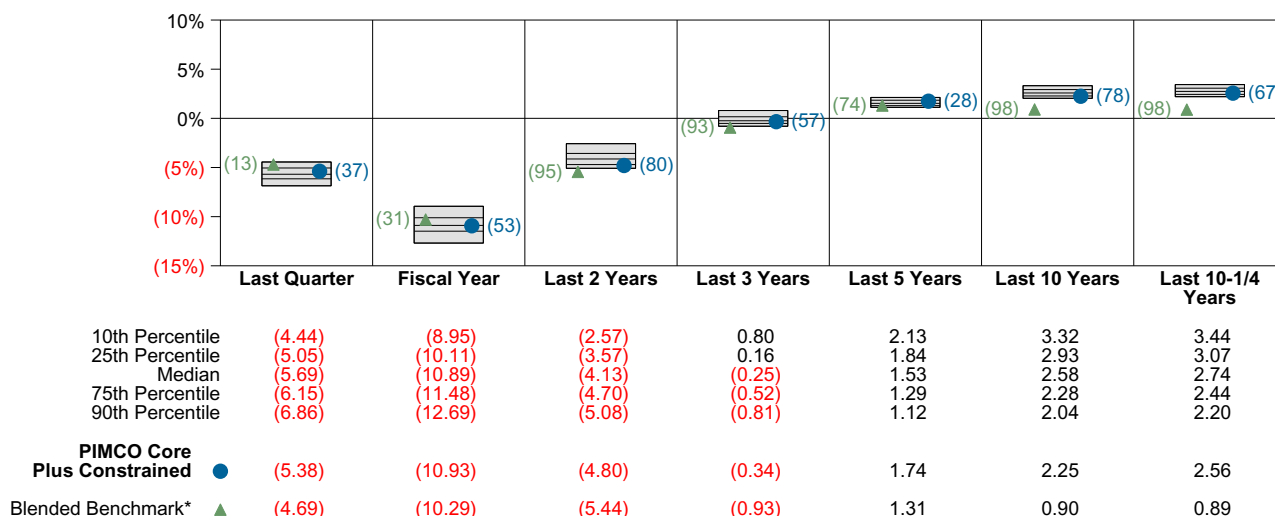 10%
5%
0%
(5%)
(10%)
(15%)
(13) (37)
(31) (53)
(95) (80)
(93) (57)
(74) (28)
(98) (78)
(98) (67
Last Quarter Fiscal Year Last 2 Years Last 3 Years Last 5 Years Last 10 Years Last 10-1/4
Years
10th Percentile (4.44) (8.95) (2.57) 0.80 2.13 3.32 3.44
25th Percentile (5.05) (10.11) (3.57) 0.16 1.84 2.93 3.07
Median (5.69) (10.89) (4.13) (0.25) 1.53 2.58 2.74
75th Percentile (6.15) (11.48) (4.70) (0.52) 1.29 2.28 2.44
90th Percentile (6.86) (12.69) (5.08) (0.81) 1.12 2.04 2.20
PIMCO Core
Plus Constrained (5.38) (10.93) (4.80) (0.34) 1.74 2.25 2.56
Blended Benchmark* (4.69) (10.29) (5.44) (0.93) 1.31 0.90 0.89